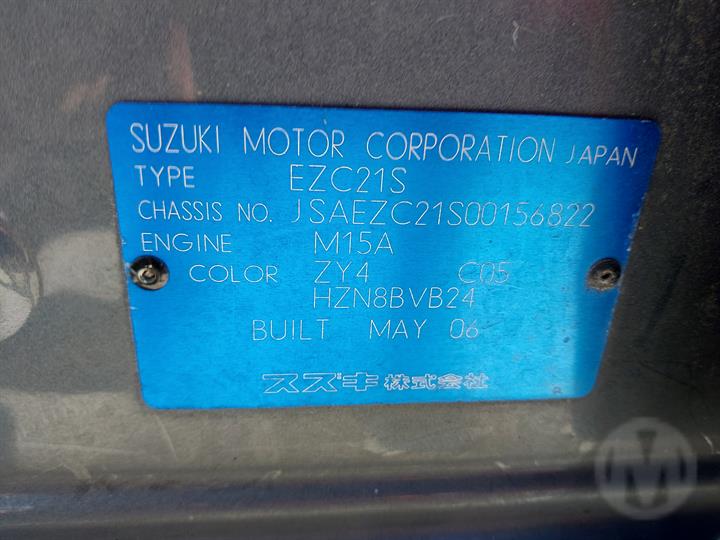 SUZUKI MOTOR CORPORATION JAPAN
TYPE EZC21S
CHASSIS NO. JSAEZC21S00156822
ENGINE M15A
COLOR ZY4 C05
HZN8BVB24
BUILT MAY 06
スズキ株式会社
M